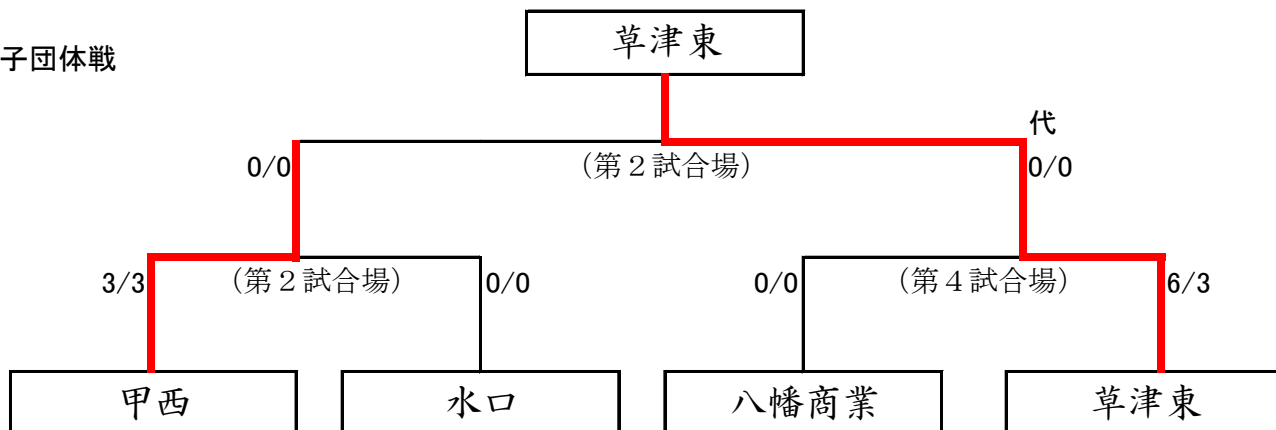 草津東
子団体戦
代
0/0
（第２試合場）
0/0
3/3
（第２試合場）
0/0
0/0
（第４試合場）
6/3
甲西
水口
八幡商業
草津東